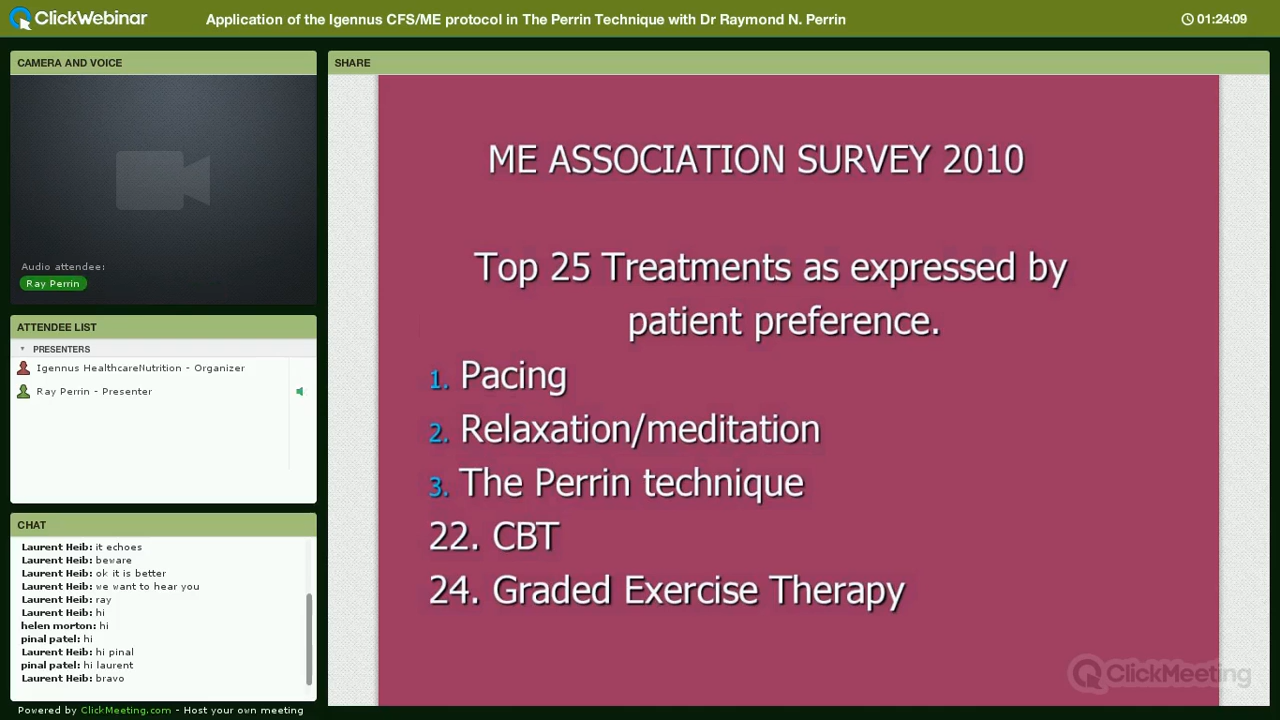 ClickWebinar
Application of the Igennus CFS/ME protocol in The Perrin Technique with Dr Raymond N. Perrin
01:24:09
CAMERA AND VOICE
Audio attendee:
Ray Perrin
ATTENDEE LIST
PRESENTERS
Igennus HealthcareNutrition - Organizer
Ray Perrin - Presenter
CHAT
Laurent Heib: it echoes
Laurent Heib: beware
Laurent Heib: ok it is better
Laurent Heib: we want to hear you
Laurent Heib: ray
Laurent Heib: hi
helen morton: hi
pinal patel: hi
Laurent Heib: hi pinal
pinal patel: hi laurent
Laurent Heib: bravo
Powered by ClickMeeting.com - Host your own meeting
SHARE
ME ASSOCIATION SURVEY 2010
Top 25 Treatments as expressed by
patient preference.
1. Pacing
2. Relaxation/meditation
3. The Perrin technique
22. CBT
24. Graded Exercise Therapy
ClickMeeting